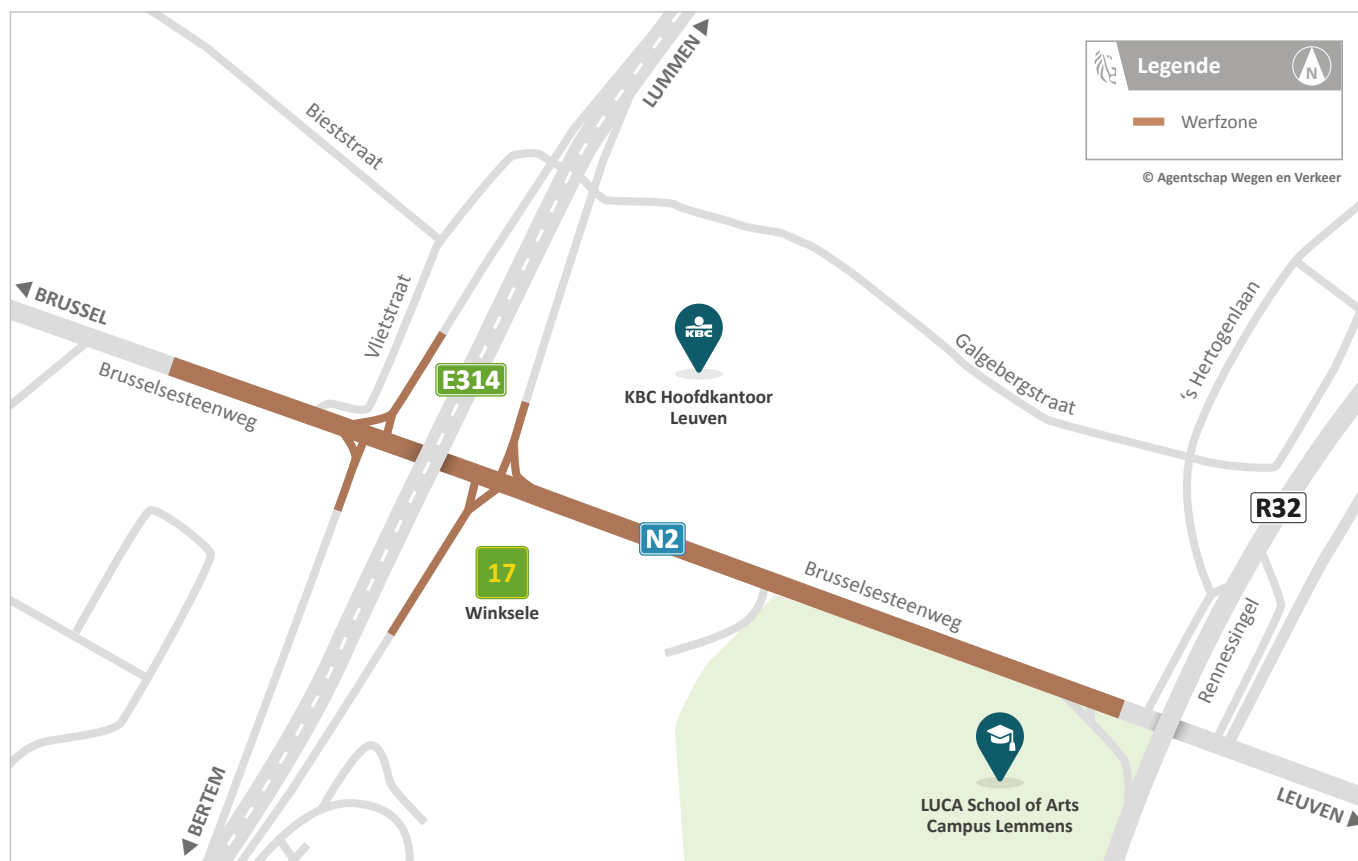 LUMMEN
Legende
N
Werfzone
© Agentschap Wegen en Verkeer
Bieststraat
BRUSSEL
Vlietstraat
's Hertogenlaan
KBC
E314
Galgebergstraat
Brusselsesteenweg
KBC Hoofdkantoor
Leuven
R32
N2
17
Winksele
Brusselsesteenweg
Rennessingel
BERTEM
LUCA School of Arts
Campus Lemmens
LEUVEN